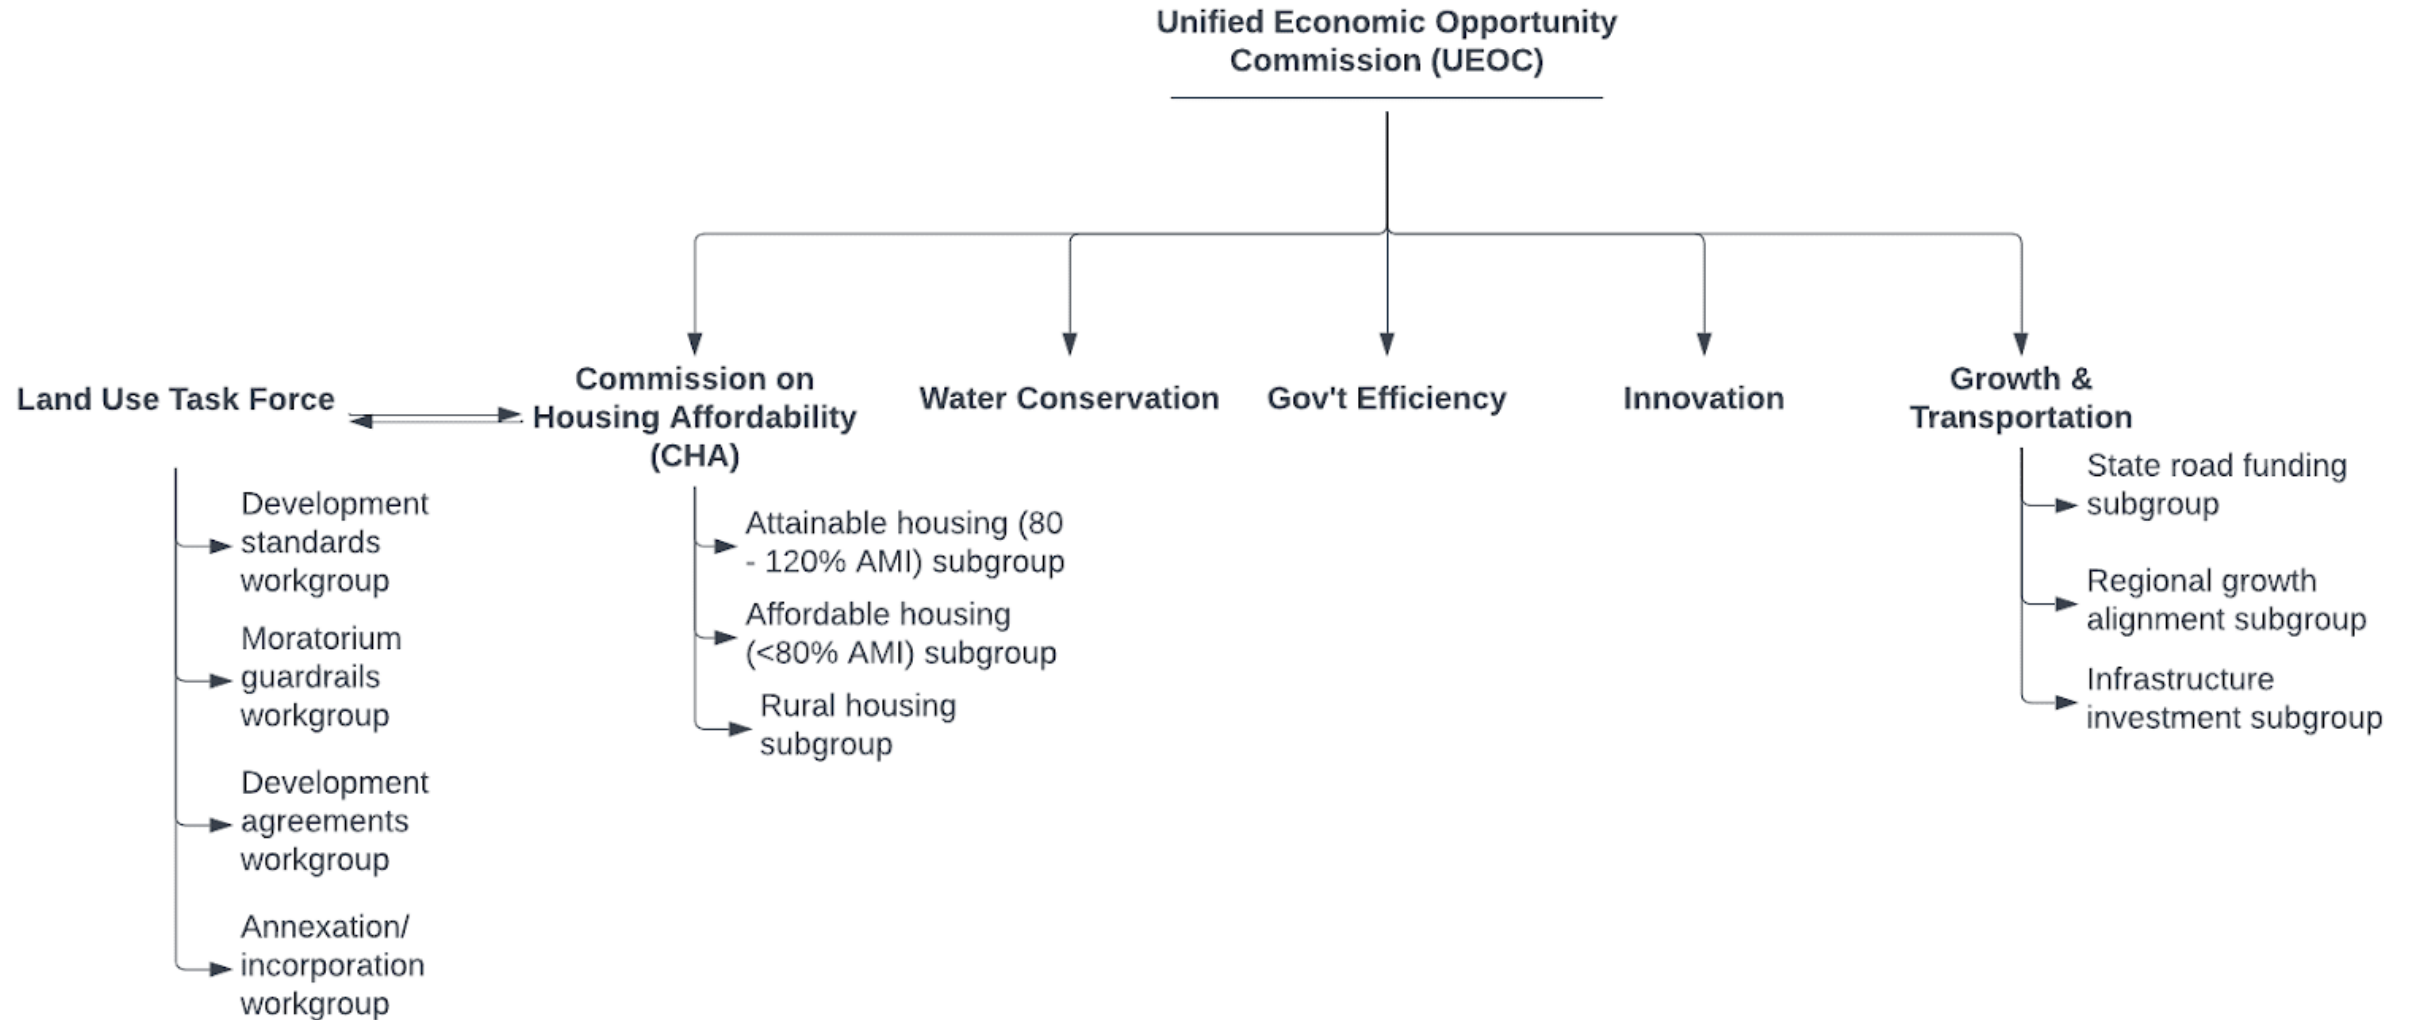 Unified Economic Opportunity
Commission (UEOC)
Land Use Task Force
Development
standards
workgroup
Moratorium
guardrails
workgroup
Development
agreements
workgroup
Annexation/
incorporation
workgroup
Commission on
Housing Affordability
(CHA)
Attainable housing (80
- 120% AMI) subgroup
Affordable housing
(<80% AMI) subgroup
Rural housing
subgroup
Water Conservation
Gov't Efficiency
Innovation
Growth &
Transportation
State road funding
subgroup
Regional growth
alignment subgroup
Infrastructure
investment subgroup